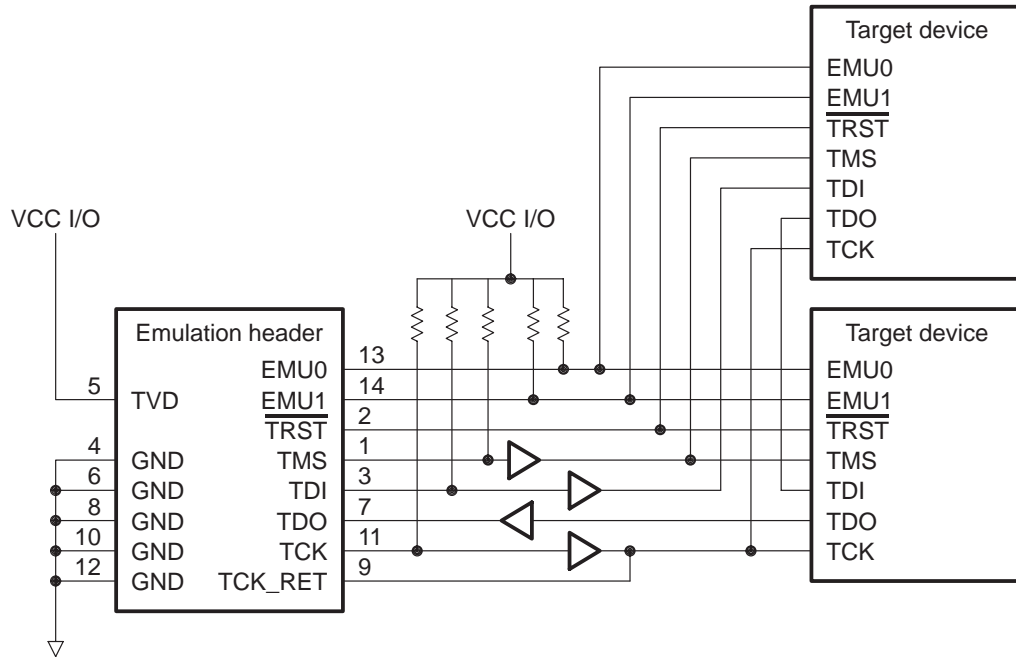 Target device
EMU0
EMU1
TRST
TMS
TDI
TDO
TCK
VCC I/O
VCC I/O
Emulation header
5
TVD
4
GND
6
GND
8
GND
10
GND
12
GND
EMU0
13
EMU1
14
TRST
2
TMS
1
TDI
3
TDO
7
TCK
11
TCK_RET
9
Target device
EMU0
EMU1
TRST
TMS
TDI
TDO
TCK